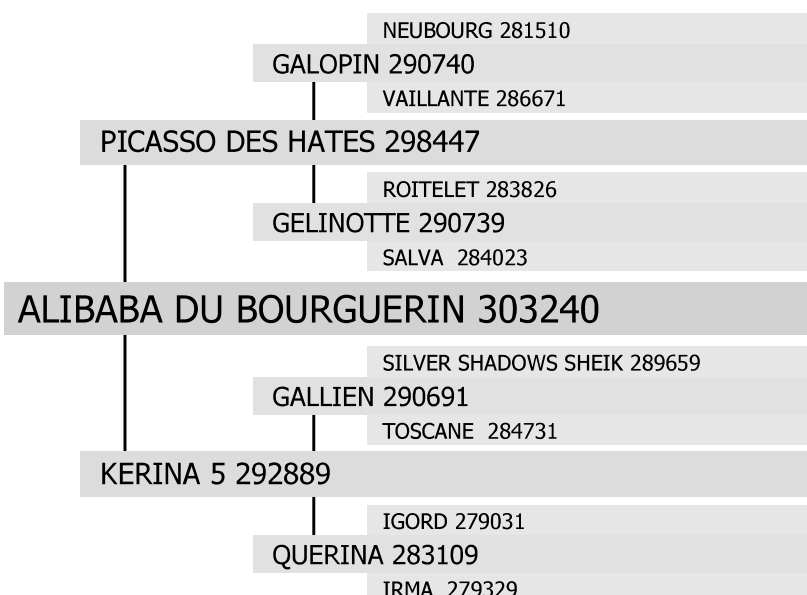 NEUBOURG 281510
GALOPIN 290740
VAILLANTE 286671
PICASSO DES HATES 298447
ROITELET 283826
GELINOTTE 290739
SALVA 284023
ALIBABA DU BOURGUERIN 303240
SILVER SHADOWS SHEIK 289659
GALLIEN 290691
TOSCANE 284731
KERINA 5 292889
IGORD 279031
QUERINA 283109
IRMA 279329